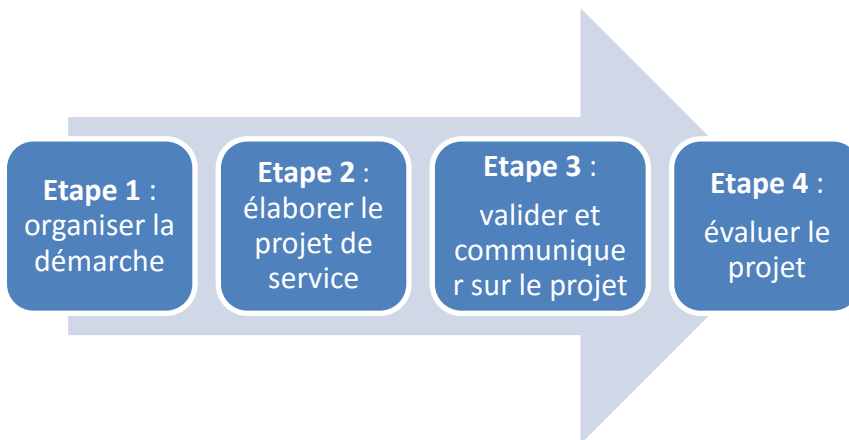 Etape 1 :
organiser la
démarche
Etape 2 :
élaborer le
projet de
service
Etape 3 :
valider et
communique
r sur le projet
Etape 4 :
évaluer le
projet